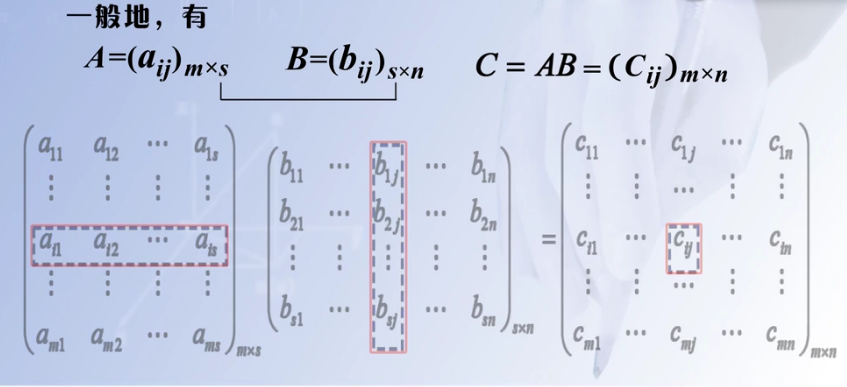 一般地，有
A=(aij)m×s B=(bij)s×n C = AB = (Cij)m×n
a11 a12 ··· a1s b11 ··· b1j ··· b1n = c11 ··· c1j ··· c1n
⋮ ⋮ ⋮ ⋮ b21 ··· b2j ··· b2n ⋮ ⋮ ··· ⋮ ⋮
ai1 ai2 ··· ais ⋮ ⋮ ⋮ ⋮ ⋮ ci1 ··· cij ··· cin
⋮ ⋮ ⋮ ⋮ bs1 ··· bsj ··· bsn ⋮ ⋮ ··· ⋮ ⋮
am1 am2 ··· ams m×s s×n cm1 ··· cmj ··· cmn m×n